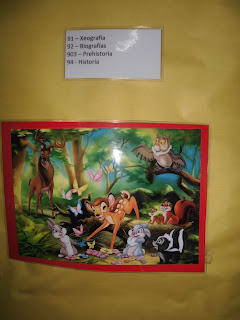 91 – Xeografía
92 – Biografías
903 – Prehistoria
94 - Historia